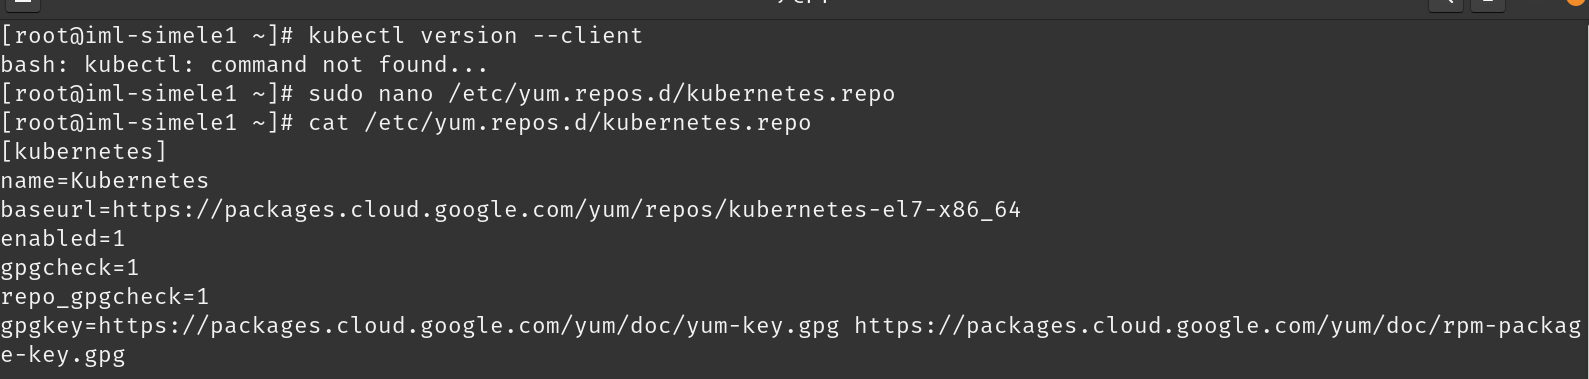 [root@iml-simele1 ~]# kubectl version --client
bash: kubectl: command not found...
[root@iml-simele1 ~]# sudo nano /etc/yum.repos.d/kubernetes.repo
[root@iml-simele1 ~]# cat /etc/yum.repos.d/kubernetes.repo
[kubernetes]
name=Kubernetes
baseurl=https://packages.cloud.google.com/yum/repos/kubernetes-el7-x86_64
enabled=1
gpgcheck=1
repo_gpgcheck=1
gpgkey=https://packages.cloud.google.com/yum/doc/yum-key.gpg https://packages.cloud.google.com/yum/doc/rpm-packag
e-key.gpg